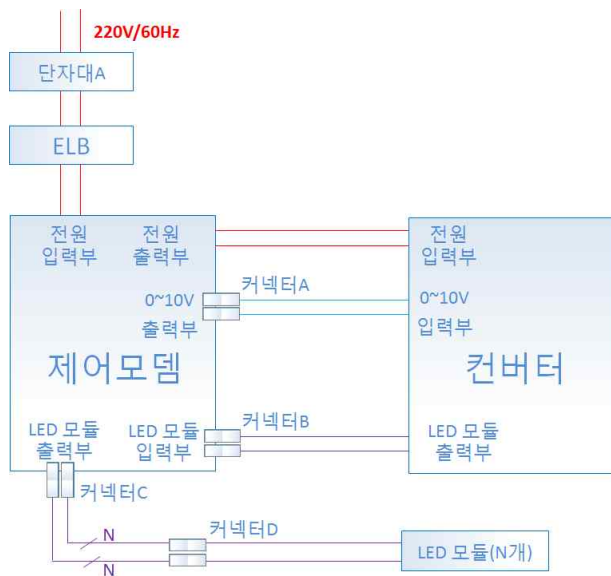 220V/60Hz
단자대A
ELB
전원
입력부
전원
출력부
전원
입력부
커넥터A
0~10V
출력부
0~10V
입력부
제어모뎀
컨버터
커넥터B
LED 모듈
출력부
LED 모듈
입력부
LED 모듈
출력부
커넥터C
커넥터D
N
N
LED 모듈(N개)